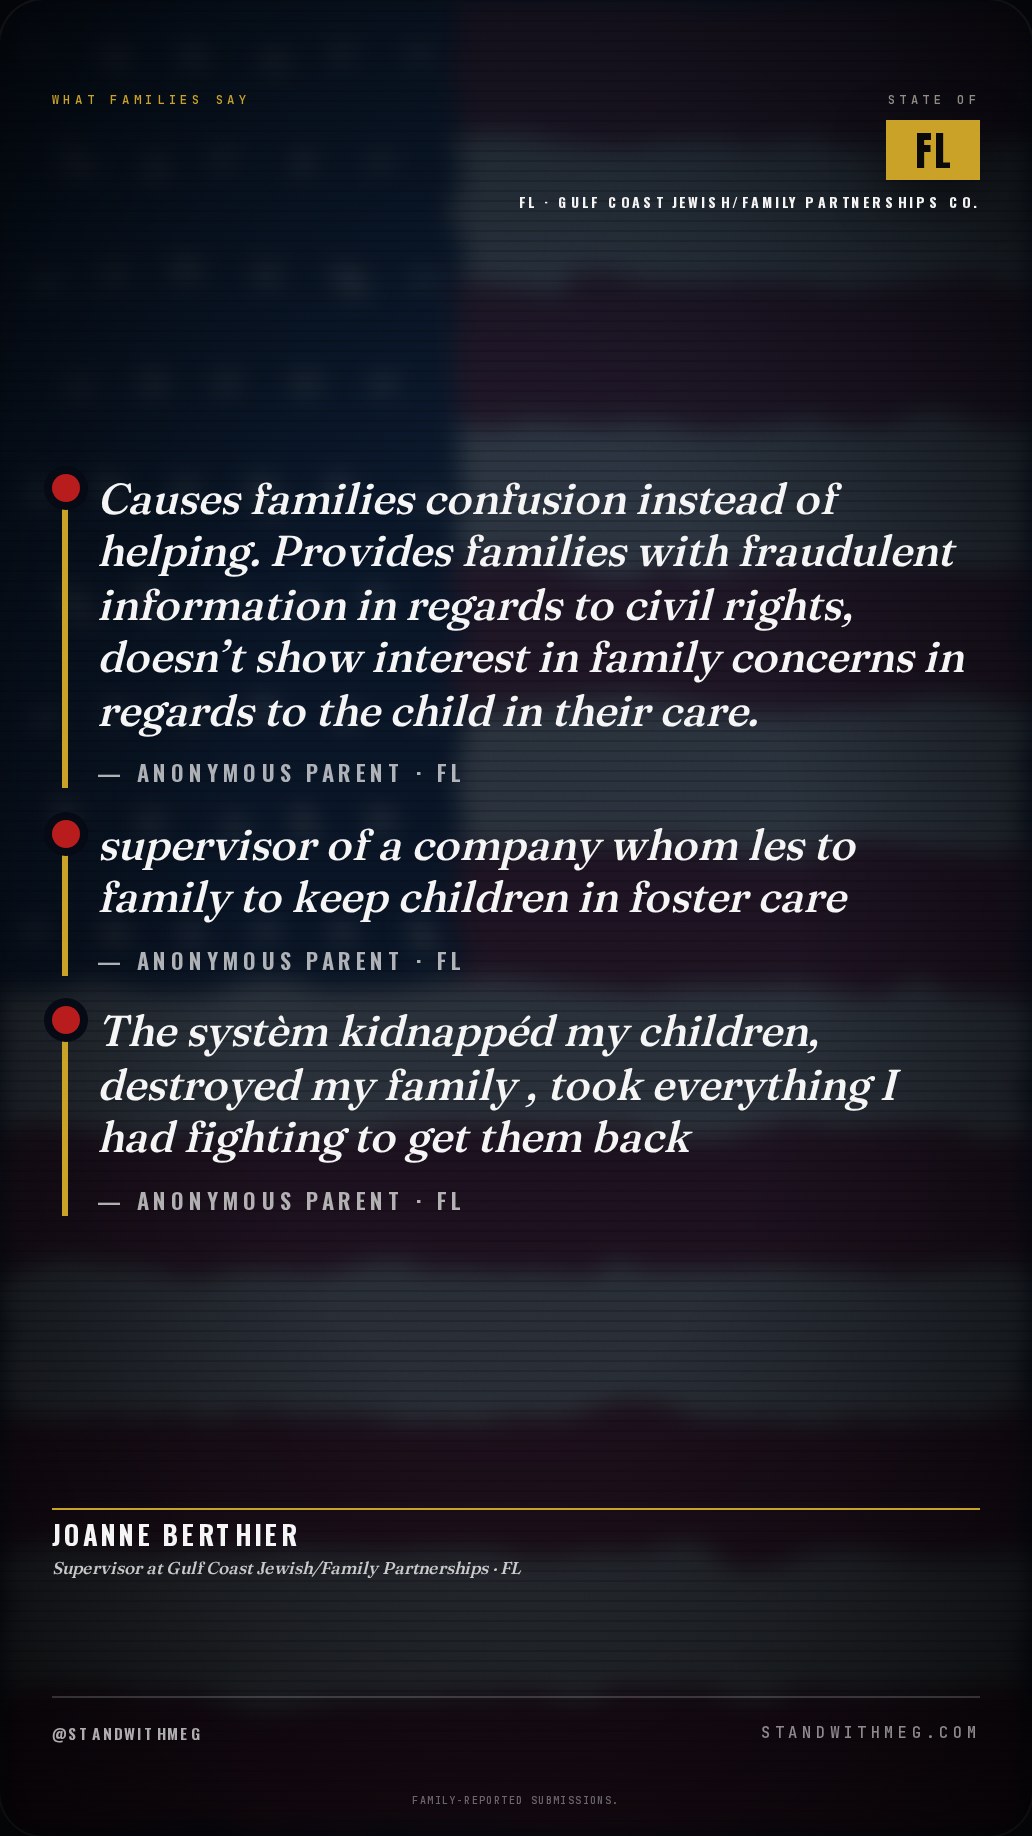 WHAT FAMILIES SAY
STATE OF
FL
FL · GULF COAST JEWISH/FAMILY PARTNERSHIPS CO.
Causes families confusion instead of
helping. Provides families with fraudulent
information in regards to civil rights,
doesn’t show interest in family concerns in
regards to the child in their care.
— ANONYMOUS PARENT · FL
supervisor of a company whom les to
family to keep children in foster care
— ANONYMOUS PARENT · FL
The systèm kidnappéd my children,
destroyed my family , took everything I
had fighting to get them back
— ANONYMOUS PARENT · FL
JOANNE BERTHIER
Supervisor at Gulf Coast Jewish/Family Partnerships · FL
@STANDWITHMEG
STANDWITHMEG.COM
FAMILY-REPORTED SUBMISSIONS.